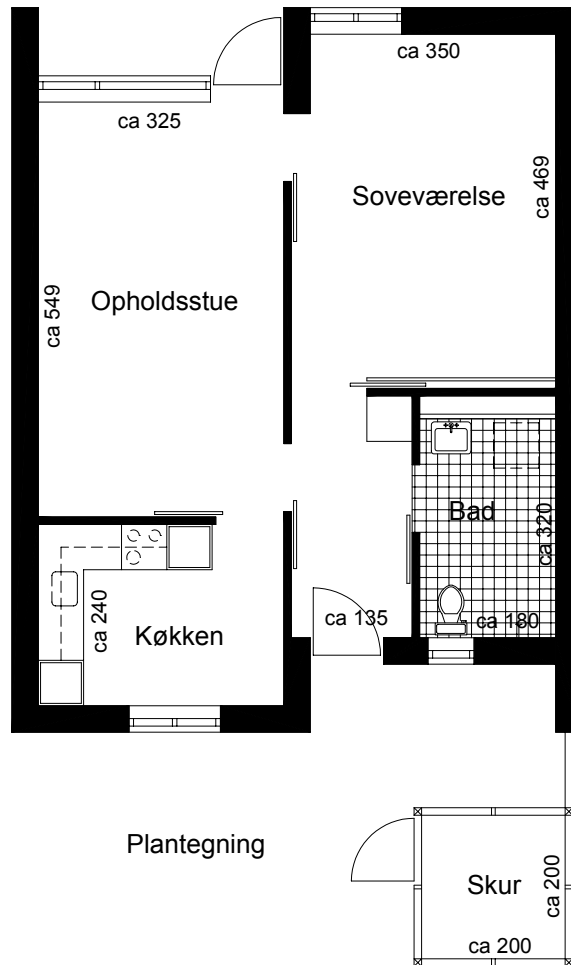 ca 350
ca 325
ca 469
Soveværelse
ca 549
Opholdsstue
Bad
ca 320
ca 240
ca 135
ca 180
Køkken
Plantegning
Skur
ca 200
ca 200